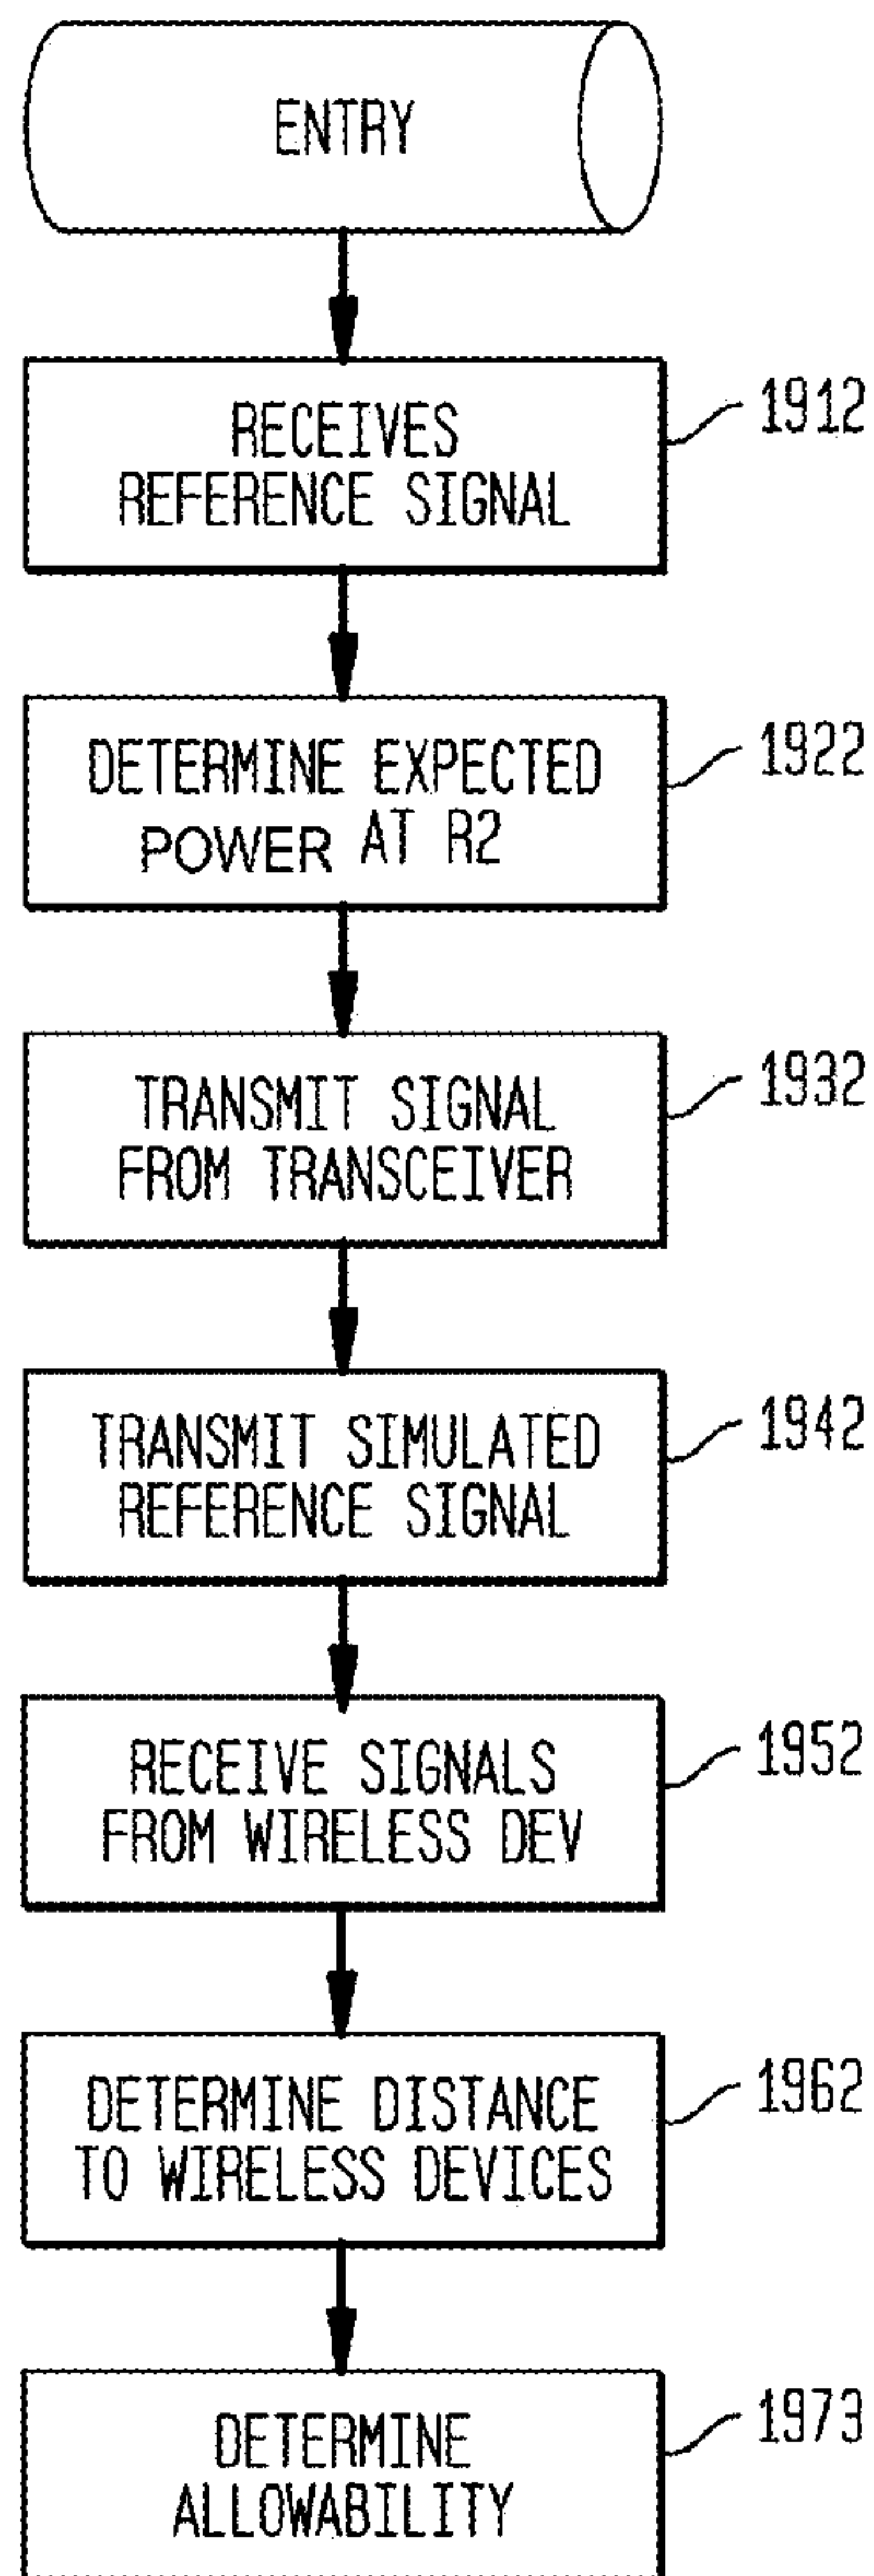 ENTRY
RECEIVES
REFERENCE SIGNAL
1912
DETERMINE EXPECTED
POWER AT R2
1922
TRANSMIT SIGNAL
FROM TRANSCEIVER
1932
TRANSMIT SIMULATED
REFERENCE SIGNAL
1942
RECEIVE SIGNALS
FROM WIRELESS DEV
1952
DETERMINE DISTANCE
TO WIRELESS DEVICES
1962
DETERMINE
ALLOWABILITY
1973